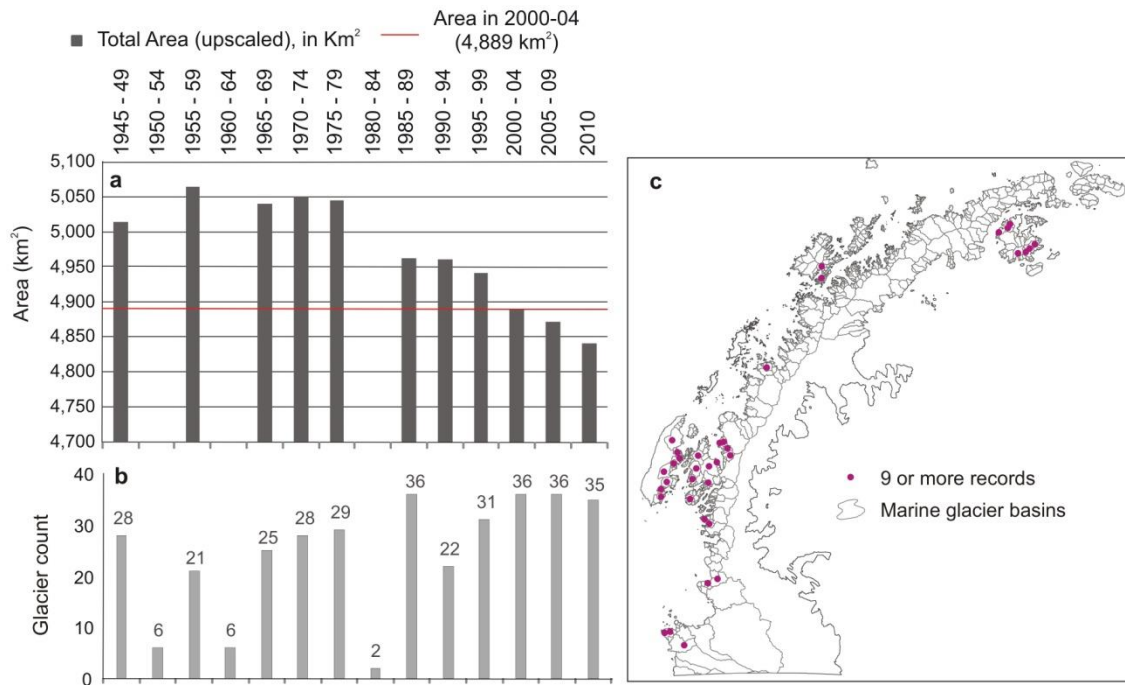 Total Area (upscaled), in Km²
Area in 2000-04
(4,889 km²)
1945 - 49
1950 - 54
1955 - 59
1960 - 64
1965 - 69
1970 - 74
1975 - 79
1980 - 84
1985 - 89
1990 - 94
1995 - 99
2000 - 04
2005 - 09
2010
a
Area (km²)
5,100
5,050
5,000
4,950
4,900
4,850
4,800
4,750
4,700
b
Glacier count
40
30
20
10
0
28
6
21
6
25
28
29
2
36
22
31
36
36
35
c
9 or more records
Marine glacier basins